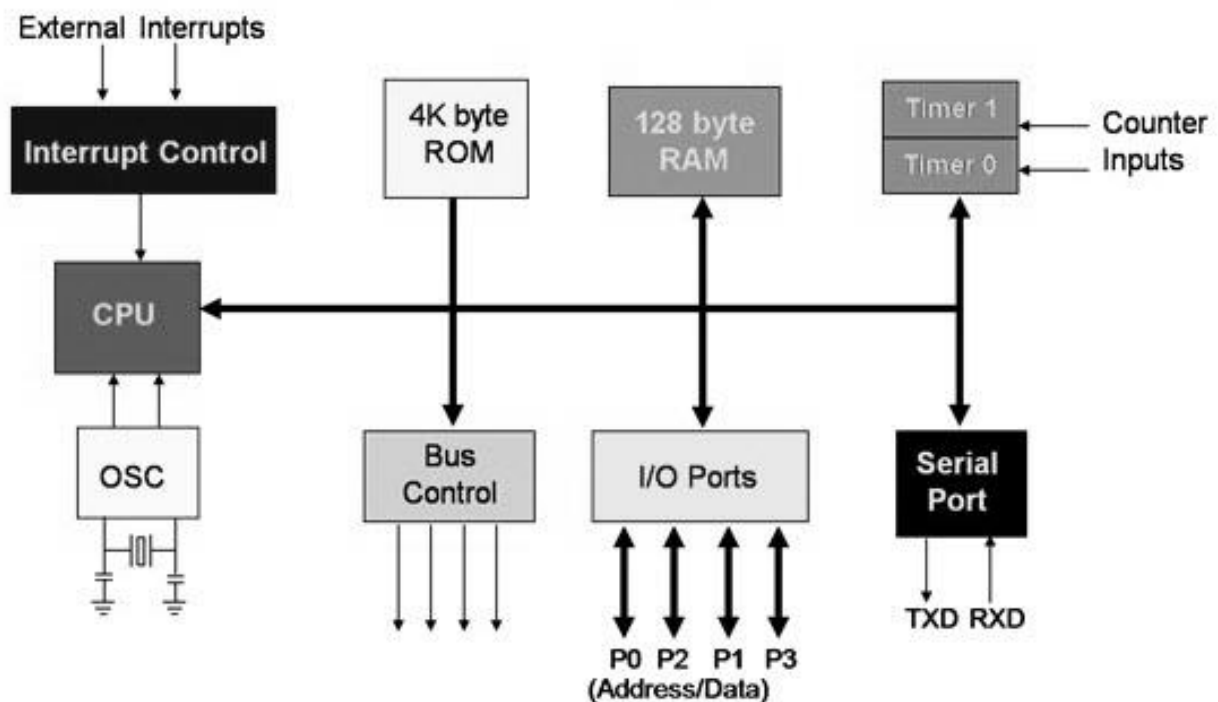 External Interrupts
Interrupt Control
4K byte
ROM
128 byte
RAM
Timer 1
Timer 0
Counter
Inputs
CPU
OSC
Bus
Control
I/O Ports
Serial
Port
TXD RXD
P0 P2 P1 P3
(Address/Data)